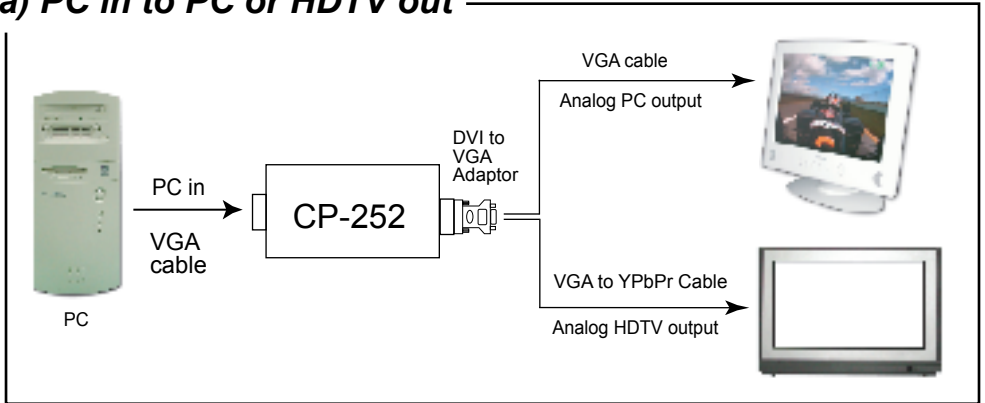 a) PC in to PC or HDTV out
VGA cable
Analog PC output
DVI to
VGA
Adaptor
PC in
CP-252
VGA
cable
VGA to YPbPr Cable
Analog HDTV output
PC